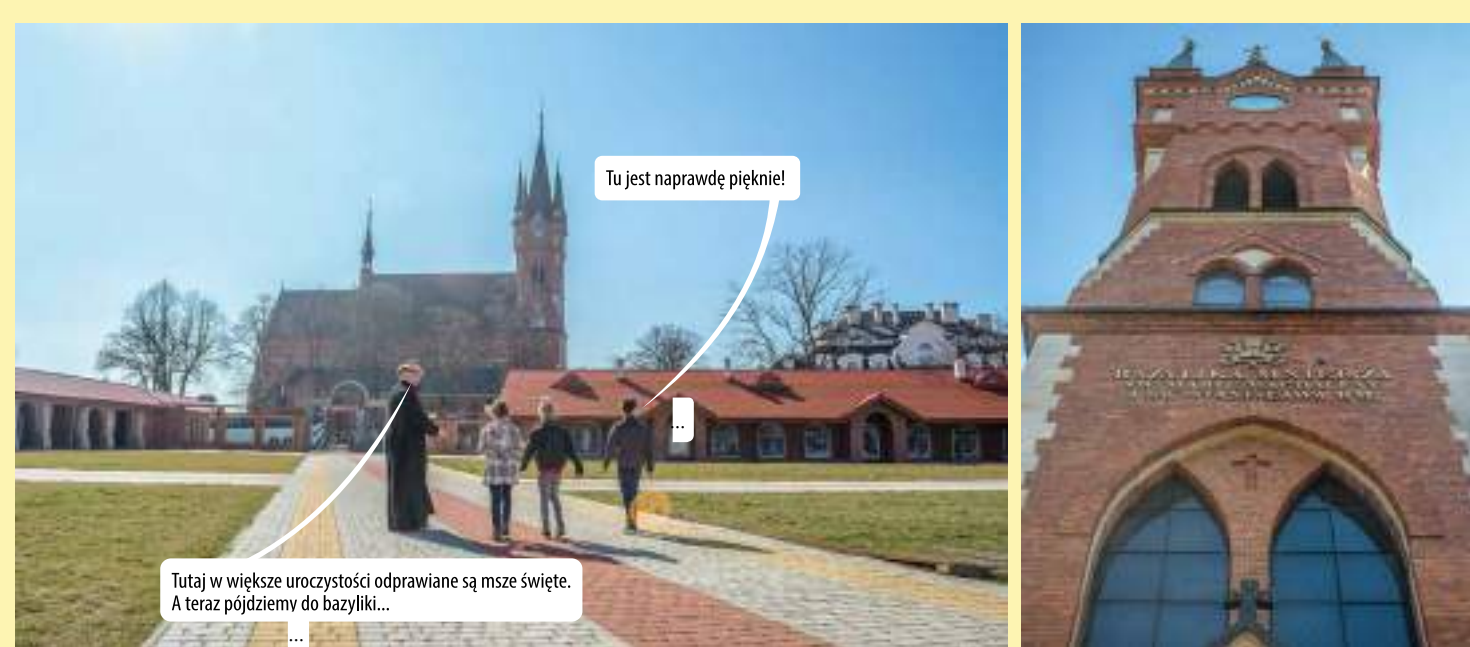 Tu jest naprawdę pięknie!
...
Tutaj w większe uroczystości odprawiane są msze święte.
A teraz pójdziemy do bazyliki...
...